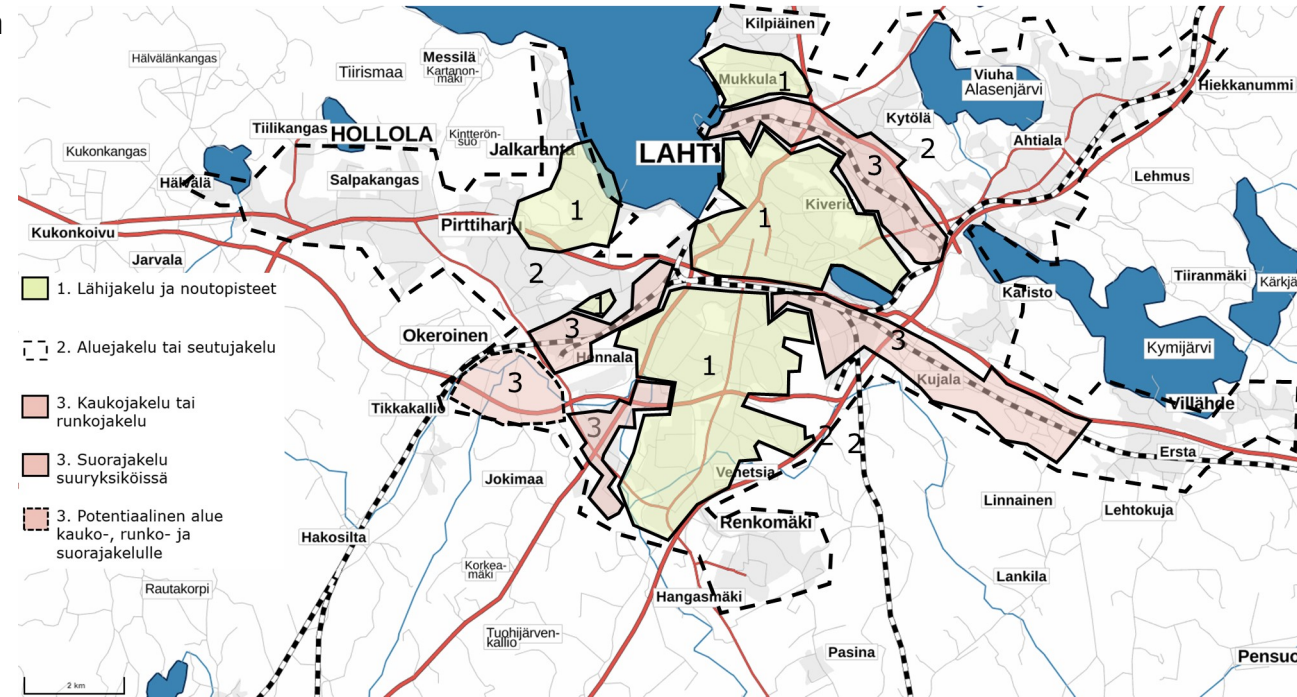 Kilpiäinen
Hälvälänkangas
Messilä
Kartanon-
mäki
Tiirismaa
Mukkula
1
Viuha
Alasenjärvi
Hiekkanummi
Tiilikangas
HOLLOLA
Kintterön-
suo
Jalkaranta
LAHTI
Kytölä
2
Ahtiala
Kukonkangas
Hälvälä
Salpakangas
3
Lehmus
1
1
Kiverio
Kukonkoivu
Pirttiharju
Jarvala
2
Tiiranmäki
Kärkjä
Karisto
1. Lähijakelu ja noutopisteet
1
3
Okeroinen
Hennala
3
Kymijärvi
2. Aluejakelu tai seutujakelu
1
Kujala
3
Tikkakallio
Villähde
3. Kaukojakelu tai
runkojakelu
3
2
2
Ersta
3. Suorajakelu
suuryksiköissä
Jokimaa
Venetsia
Linnainen
Lehtokuja
3. Potentiaalinen alue
kauko-, runko- ja
suorajakelulle
Renkomäki
Hakosilta
Korkea-
mäki
Lankila
Rautakorpi
Hangasmäki
Tuohijärven-
kallio
Pasina
Pensuo
2 km